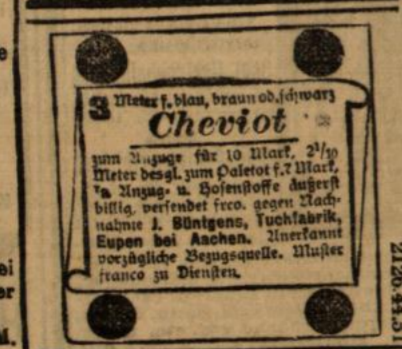 3 Meter f. blau, braun od. schwarz
Cheviot
zum Anzuge für 10 Mark, 2¹/10
Meter desgl. zum Paletot f. 7 Mark,
Ia Anzug- u. Hosenstoffe äußerst
billig, versendet frco. gegen Nach-
nahme J. Büntgens, Tuchfabrik,
Eupen bei Aachen. Anerkannt
vorzügliche Bezugsquelle. Muster
franco zu Diensten.